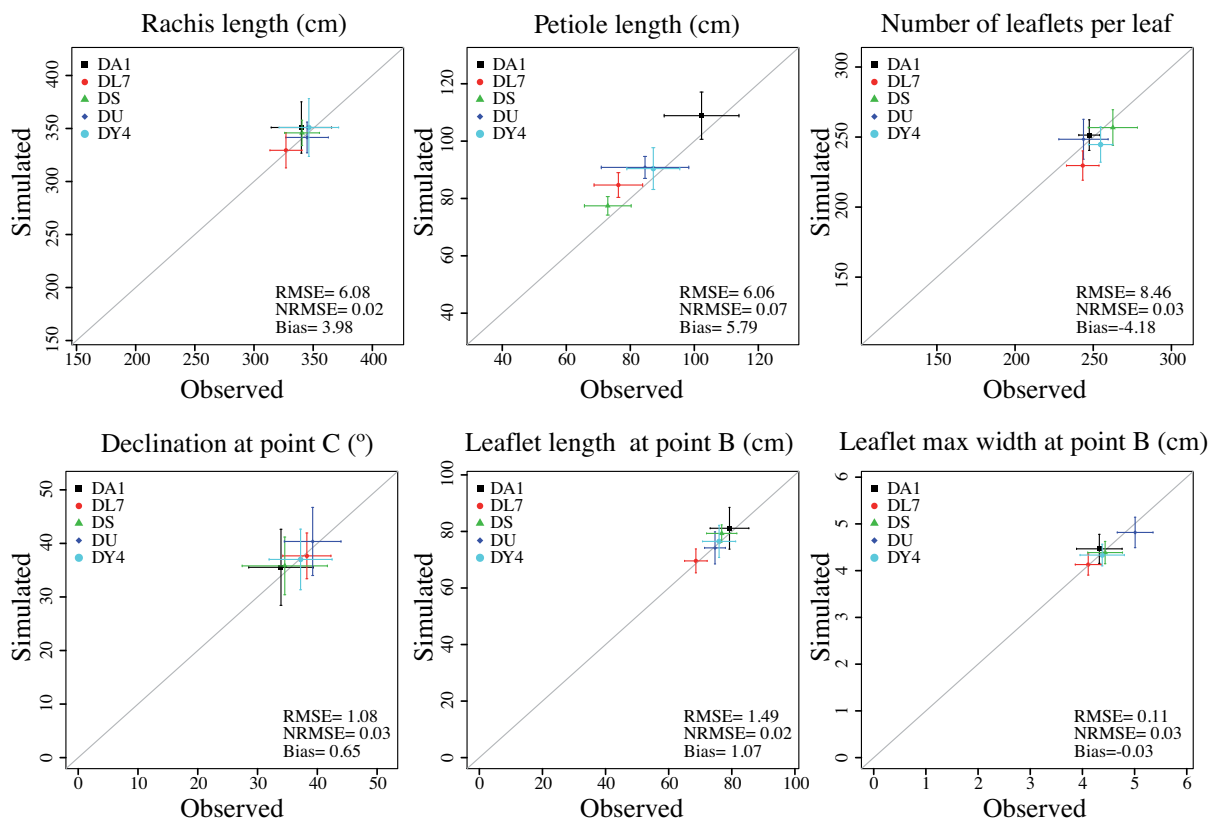 Rachis length (cm)
DA1
DL7
DS
DU
DY4
400
350
300
250
200
150
Simulated
RMSE= 6.08
NRMSE= 0.02
Bias= 3.98
150 200 250 300 350 400
Observed
Petiole length (cm)
DA1
DL7
DS
DU
DY4
120
100
80
60
40
Simulated
RMSE= 6.06
NRMSE= 0.07
Bias= 5.79
40 60 80 100 120
Observed
Number of leaflets per leaf
DA1
DL7
DS
DU
DY4
300
250
200
150
Simulated
RMSE= 8.46
NRMSE= 0.03
Bias=-4.18
150 200 250 300
Observed
Declination at point C (º)
DA1
DL7
DS
DU
DY4
50
40
30
20
10
0
Simulated
RMSE= 1.08
NRMSE= 0.03
Bias= 0.65
0 10 20 30 40 50
Observed
Leaflet length at point B (cm)
DA1
DL7
DS
DU
DY4
100
80
60
40
20
0
Simulated
RMSE= 1.49
NRMSE= 0.02
Bias= 1.07
0 20 40 60 80 100
Observed
Leaflet max width at point B (cm)
DA1
DL7
DS
DU
DY4
6
5
4
3
2
1
0
Simulated
RMSE= 0.11
NRMSE= 0.03
Bias=-0.03
0 1 2 3 4 5 6
Observed